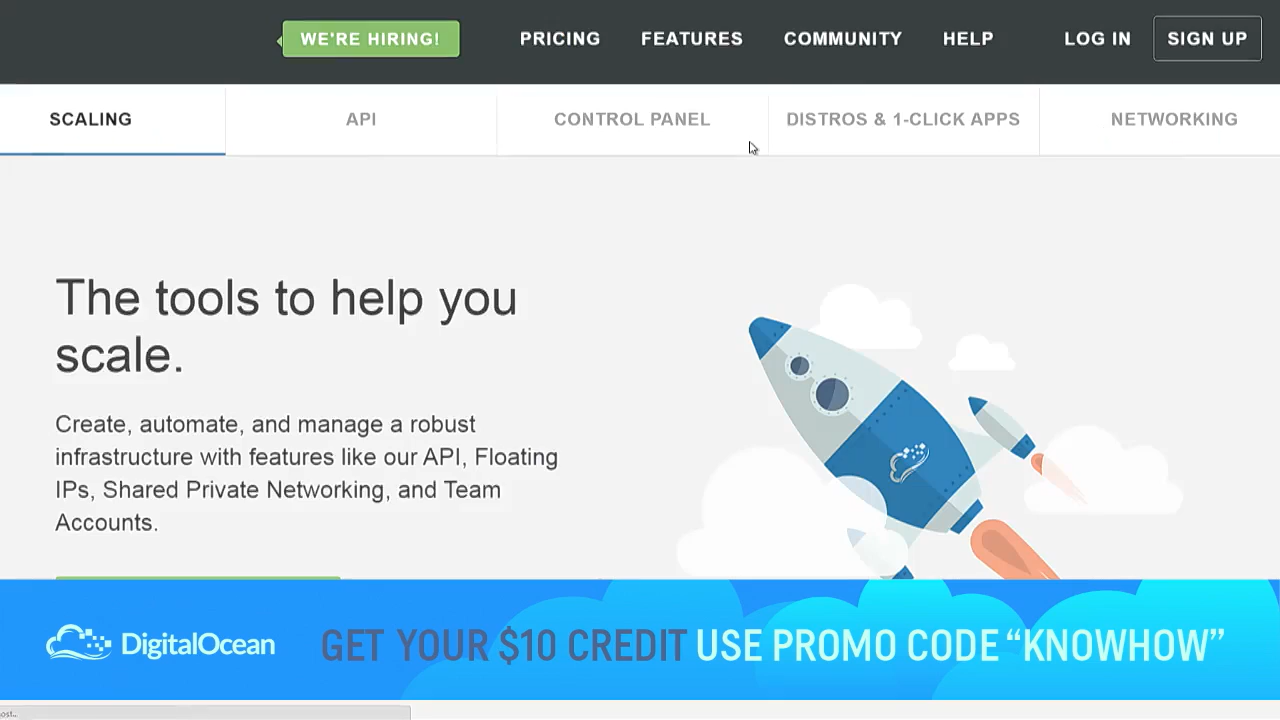 WE'RE HIRING! PRICING FEATURES COMMUNITY HELP LOG IN SIGN UP
SCALING API CONTROL PANEL DISTROS & 1-CLICK APPS NETWORKING
The tools to help you
scale.
Create, automate, and manage a robust
infrastructure with features like our API, Floating
IPs, Shared Private Networking, and Team
Accounts.
DigitalOcean GET YOUR $10 CREDIT USE PROMO CODE “KNOWHOW”